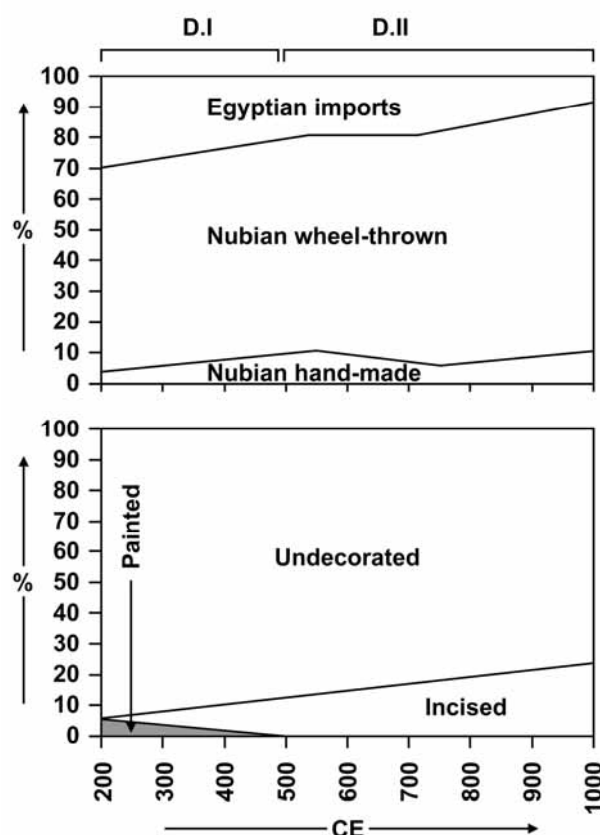 D.I D.II
100
90
80
70
60
50
40
30
20
10
0
%
Egyptian imports
Nubian wheel-thrown
Nubian hand-made
100
90
80
70
60
50
40
30
20
10
0
%
Painted
Undecorated
Incised
200 300 400 500 600 700 800 900 1000
CE